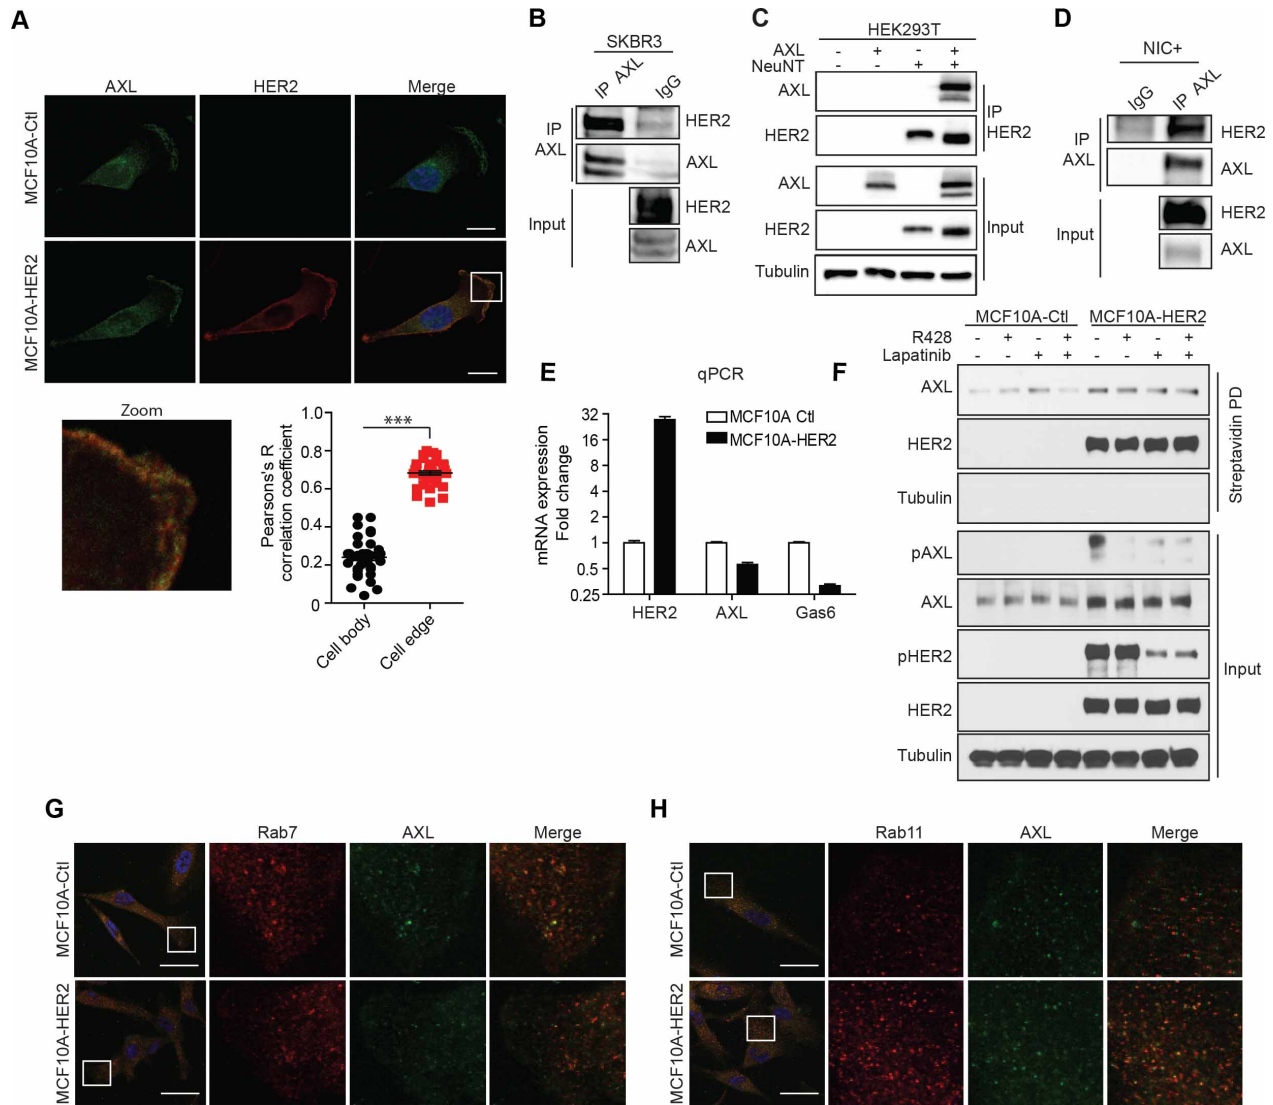 A
AXL
HER2
Merge
MCF10A-Ctl
MCF10A-HER2
Zoom
Pearsons's R
correlation coefficient
1.0
0.8
0.6
0.4
0.2
0
***
Cell body
Cell edge
B
SKBR3
IP AXL
IgG
IP
AXL
HER2
AXL
Input
HER2
AXL
C
HEK293T
AXL - + - +
NeuNT - - + +
AXL
HER2
IP
HER2
AXL
HER2
Tubulin
Input
D
NIC+
IgG
IP AXL
IP
AXL
HER2
AXL
Input
HER2
AXL
E
qPCR
mRNA expression
Fold change
32
16
8
4
2
1
0.5
0.25
MCF10A Ctl
MCF10A-HER2
HER2
AXL
Gas6
F
MCF10A-Ctl
MCF10A-HER2
R428 - + - + - + - +
Lapatinib - - + + - - + +
AXL
HER2
Tubulin
Streptavidin PD
pAXL
AXL
pHER2
HER2
Tubulin
Input
G
Rab7
AXL
Merge
MCF10A-Ctl
MCF10A-HER2
H
Rab11
AXL
Merge
MCF10A-Ctl
MCF10A-HER2